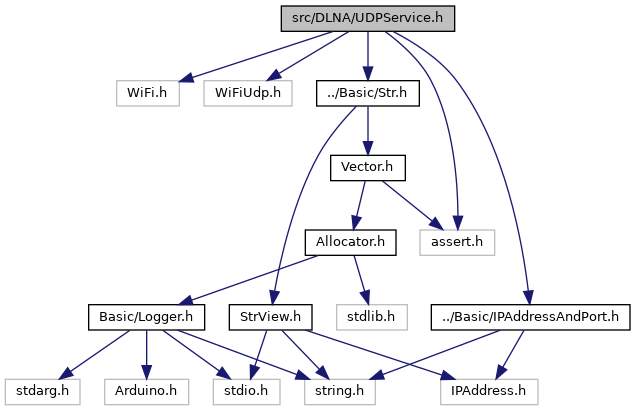 src/DLNA/UDPService.h
WiFi.h
WiFiUdp.h
../Basic/Str.h
Vector.h
Allocator.h
assert.h
Basic/Logger.h
StrView.h
stdlib.h
../Basic/IPAddressAndPort.h
stdarg.h
Arduino.h
stdio.h
string.h
IPAddress.h